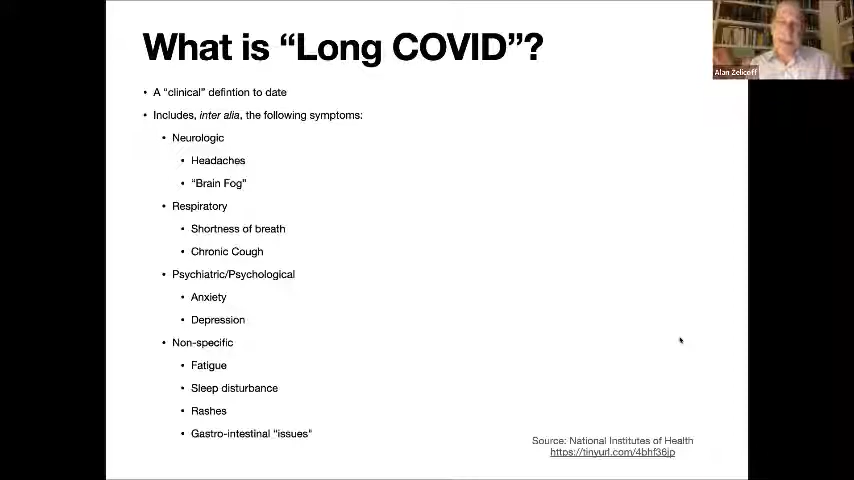 What is “Long COVID”?
Alan Zelicoff
• A “clinical” defintion to date
• Includes, inter alia, the following symptoms:
• Neurologic
• Headaches
• “Brain Fog”
• Respiratory
• Shortness of breath
• Chronic Cough
• Psychiatric/Psychological
• Anxiety
• Depression
• Non-specific
• Fatigue
• Sleep disturbance
• Rashes
• Gastro-intestinal “issues"
Source: National Institutes of Health
https://tinyurl.com/4bhf36jp